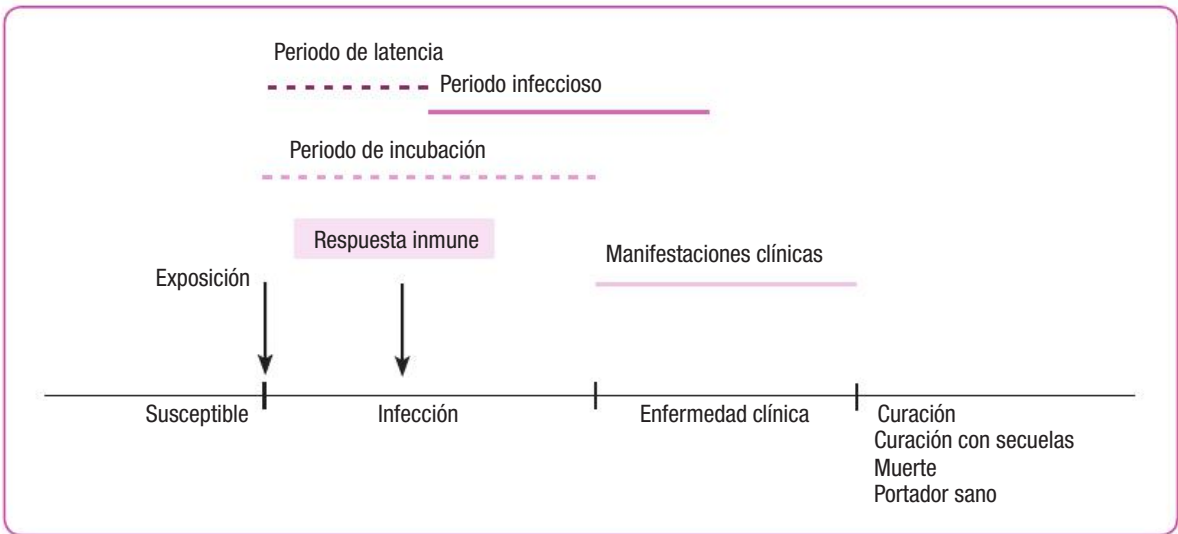 Periodo de latencia
Periodo infeccioso
Periodo de incubación
Respuesta inmune
Manifestaciones clínicas
Exposición
Susceptible
Infección
Enfermedad clínica
Curación
Curación con secuelas
Muerte
Portador sano